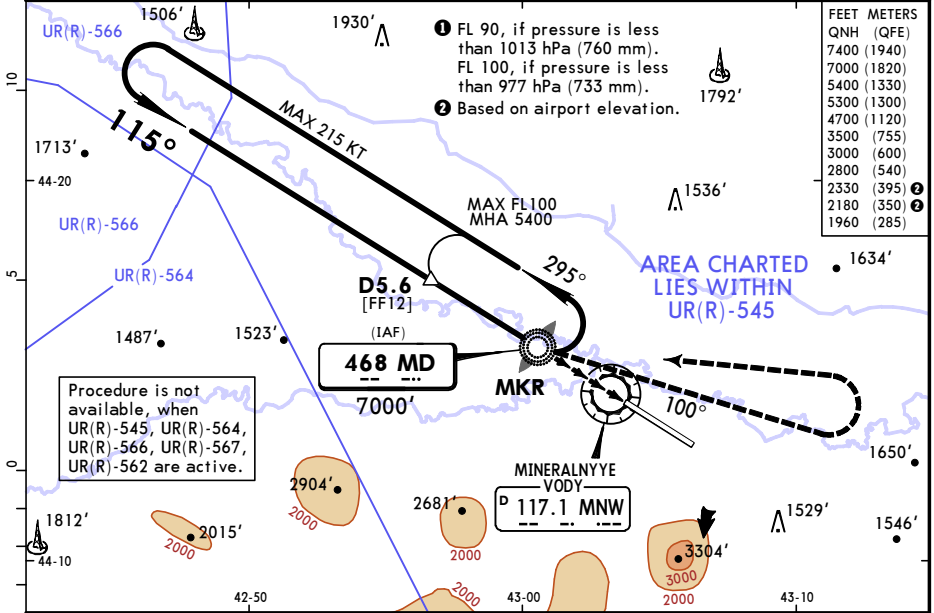 1506'
1930'
❶ FL 90, if pressure is less
than 1013 hPa (760 mm).
FL 100, if pressure is less
than 977 hPa (733 mm).
❷ Based on airport elevation.
FEET METERS
QNH (QFE)
7400 (1940)
7000 (1820)
5400 (1330)
5300 (1300)
4700 (1120)
3500 (755)
3000 (600)
2800 (540)
2330 (395) ❷
2180 (350) ❷
1960 (285)
UR(R)-566
10
1792'
MAX 215 KT
115°
1713'
44-20
1536'
MAX FL100
MHA 5400
UR(R)-566
UR(R)-564
295°
AREA CHARTED
LIES WITHIN
UR(R)-545
1634'
5
D5.6
[FF12]
(IAF)
468 MD
7000'
MKR
1487'
1523'
100°
Procedure is not
available, when
UR(R)-545, UR(R)-564,
UR(R)-566, UR(R)-567,
UR(R)-562 are active.
0
MINERALNYYE
VODY
D 117.1 MNW
1650'
2904'
2000
2681'
2000
1812'
2015'
2000
1529'
1546'
3304'
3000
2000
44-10
2000
42-50
43-00
43-10